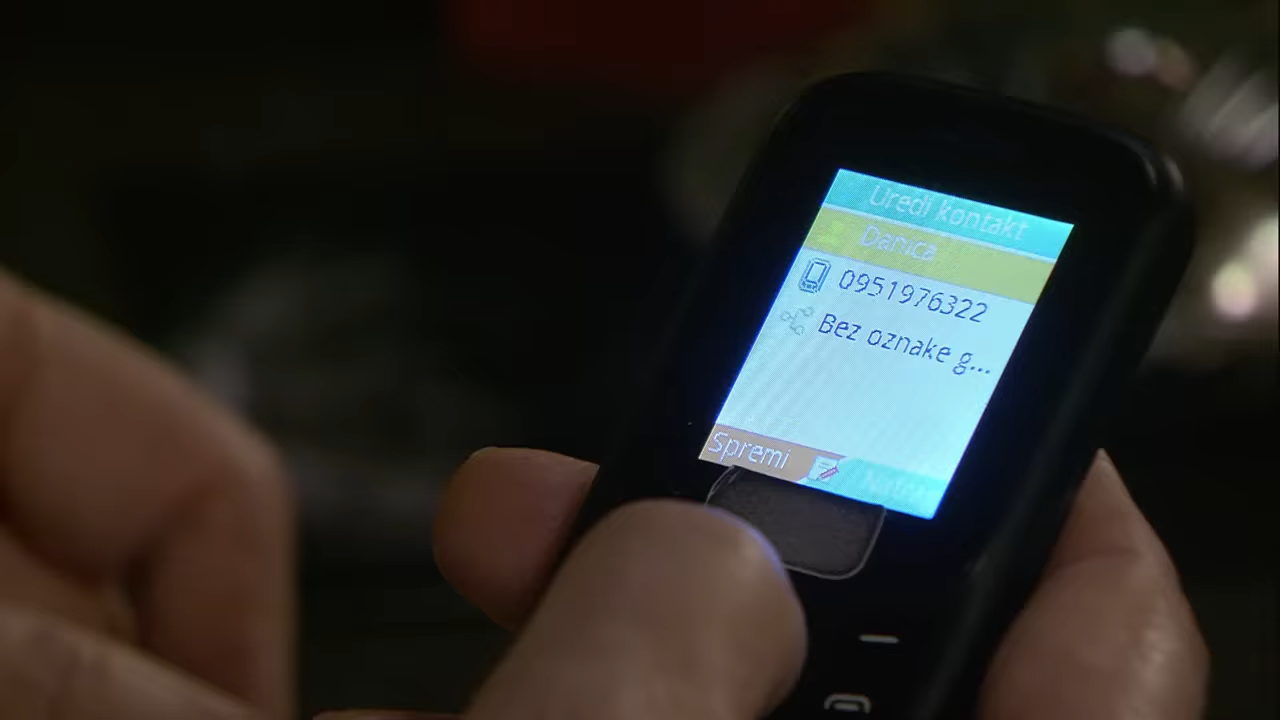 Uredi kontakt
Danica
0951976322
Bez oznake g...
Spremi